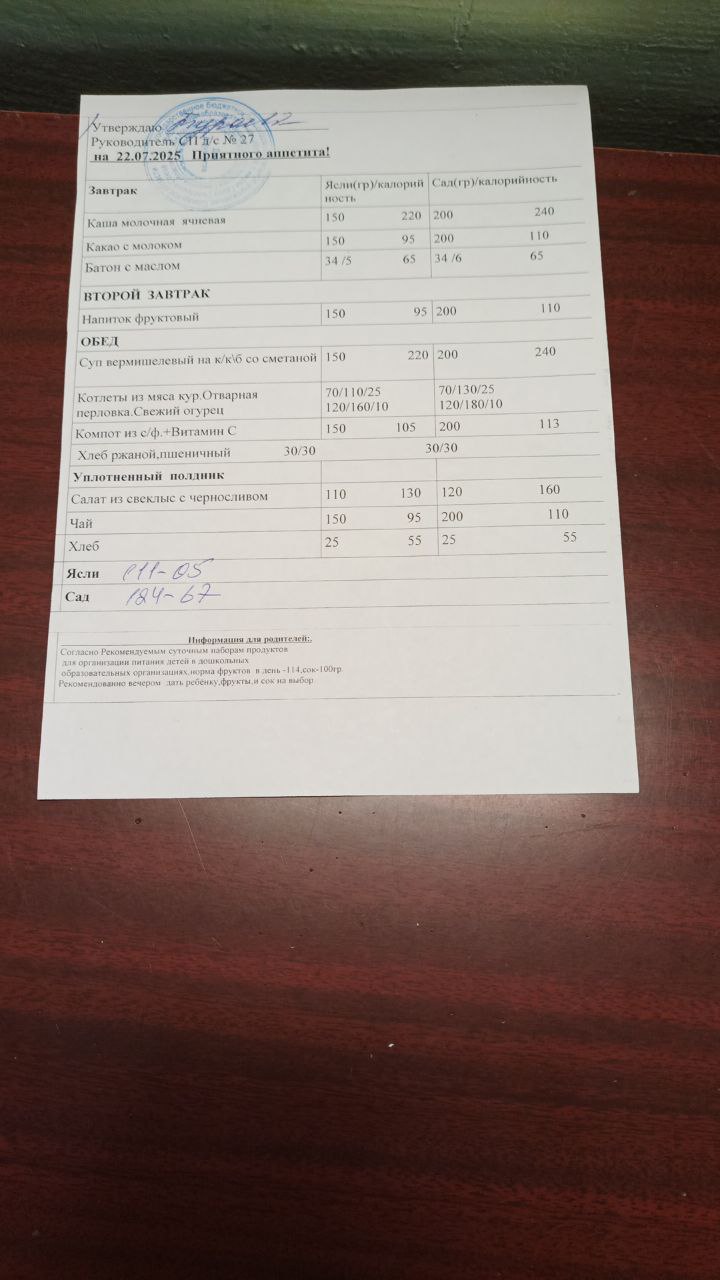 Утверждаю
Руководитель СП д/с № 27
на 22.07.2025 Приятного аппетита!
Завтрак Ясли(гр)/калорий ность Сад(гр)/калорийность
Каша молочная ячневая 150 220 200 240
Какао с молоком 150 95 200 110
Батон с маслом 34 /5 65 34 /6 65
ВТОРОЙ ЗАВТРАК
Напиток фруктовый 150 95 200 110
ОБЕД
Суп вермишелевый на к/к\б со сметаной 150 220 200 240
Котлеты из мяса кур.Отварная 70/110/25 70/130/25
перловка.Свежий огурец 120/160/10 120/180/10
Компот из с/ф.+Витамин С 150 105 200 113
Хлеб ржаной,пшеничный 30/30 30/30
Уплотненный полдник
Салат из свеклыс с черносливом 110 130 120 160
Чай 150 95 200 110
Хлеб 25 55 25 55
Ясли 111-05
Сад 124-67
Информация для родителей:.
Согласно Рекомендуемым суточным наборам продуктов
для организации питания детей в дошкольных
образовательных организациях,норма фруктов в день -114,сок-100гр.
Рекомендованно вечером дать ребёнку,фрукты,и сок на выбор